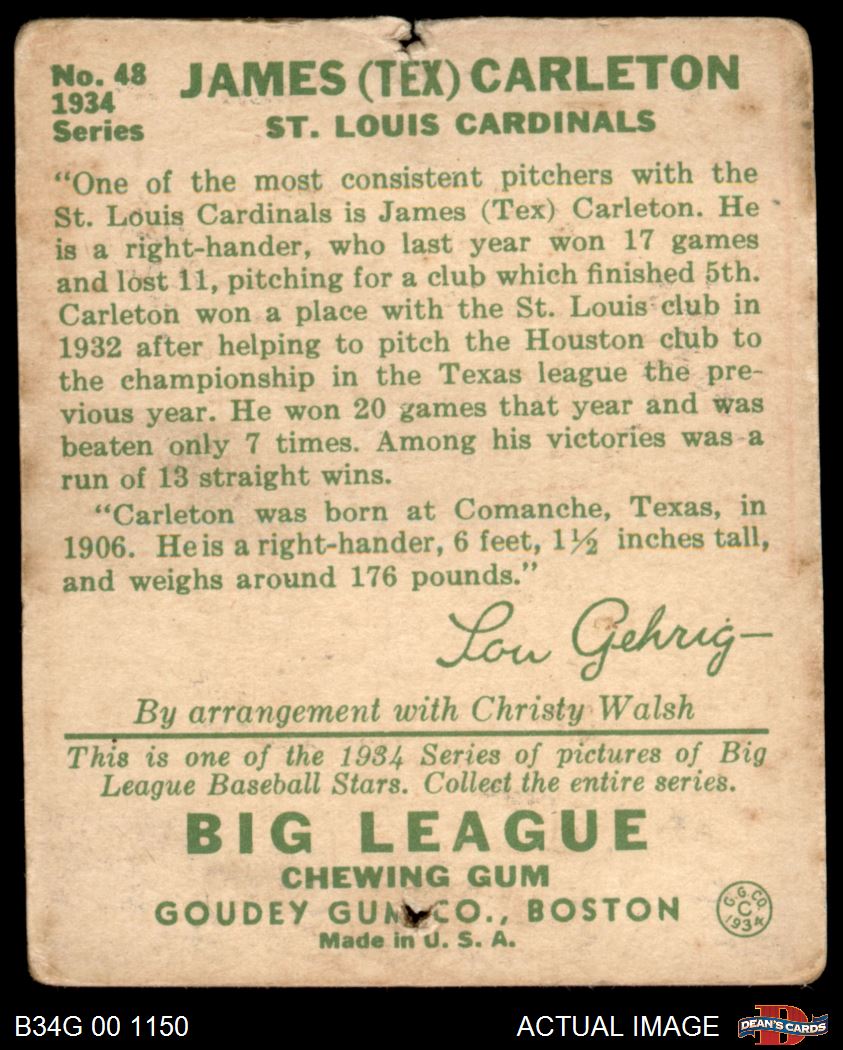 No. 48
1934
Series
JAMES (TEX) CARLETON
ST. LOUIS CARDINALS
“One of the most consistent pitchers with the
St. Louis Cardinals is James (Tex) Carleton. He
is a right-hander, who last year won 17 games
and lost 11, pitching for a club which finished 5th.
Carleton won a place with the St. Louis club in
1932 after helping to pitch the Houston club to
the championship in the Texas league the pre-
vious year. He won 20 games that year and was
beaten only 7 times. Among his victories was a
run of 13 straight wins.
“Carleton was born at Comanche, Texas, in
1906. He is a right-hander, 6 feet, 1½ inches tall,
and weighs around 176 pounds.”
Lou Gehrig
By arrangement with Christy Walsh
This is one of the 1934 Series of pictures of Big
League Baseball Stars. Collect the entire series.
BIG LEAGUE
CHEWING GUM
GOUDEY GUM CO., BOSTON
Made in U. S. A.
G.G.CO.
C
1934
B34G 00 1150
ACTUAL IMAGE
D
DEAN'S CARDS